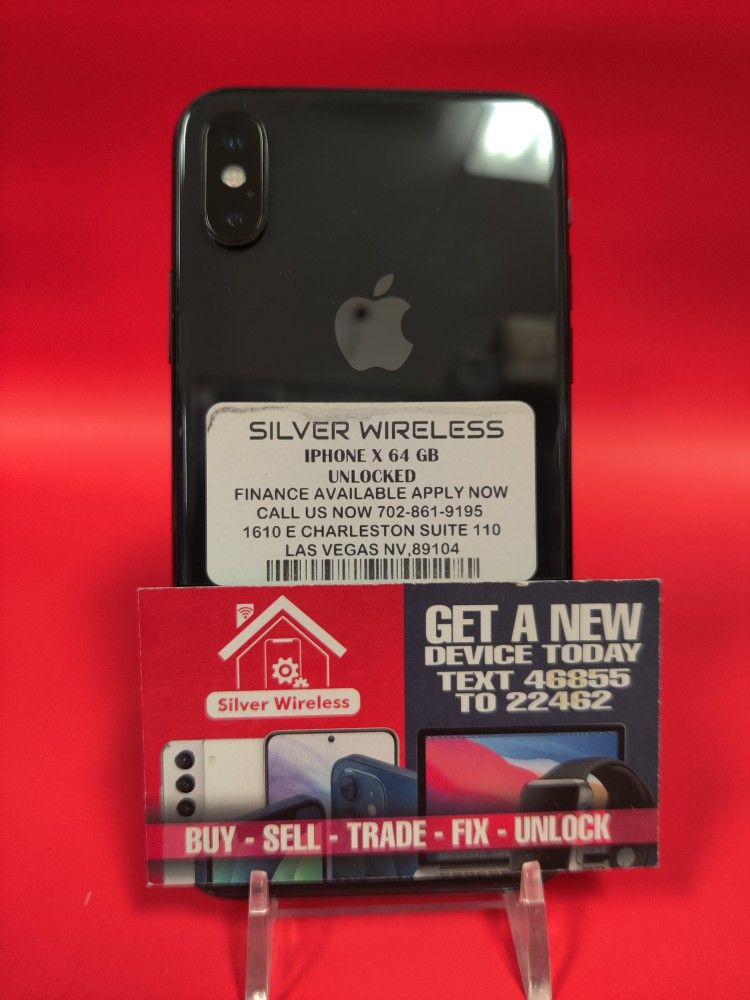 SILVER WIRELESS
IPHONE X 64 GB
UNLOCKED
FINANCE AVAILABLE APPLY NOW
CALL US NOW 702-861-9195
1610 E CHARLESTON SUITE 110
LAS VEGAS NV,89104
Silver Wireless
GET A NEW
DEVICE TODAY
TEXT 46855
TO 22462
BUY - SELL - TRADE - FIX - UNLOCK